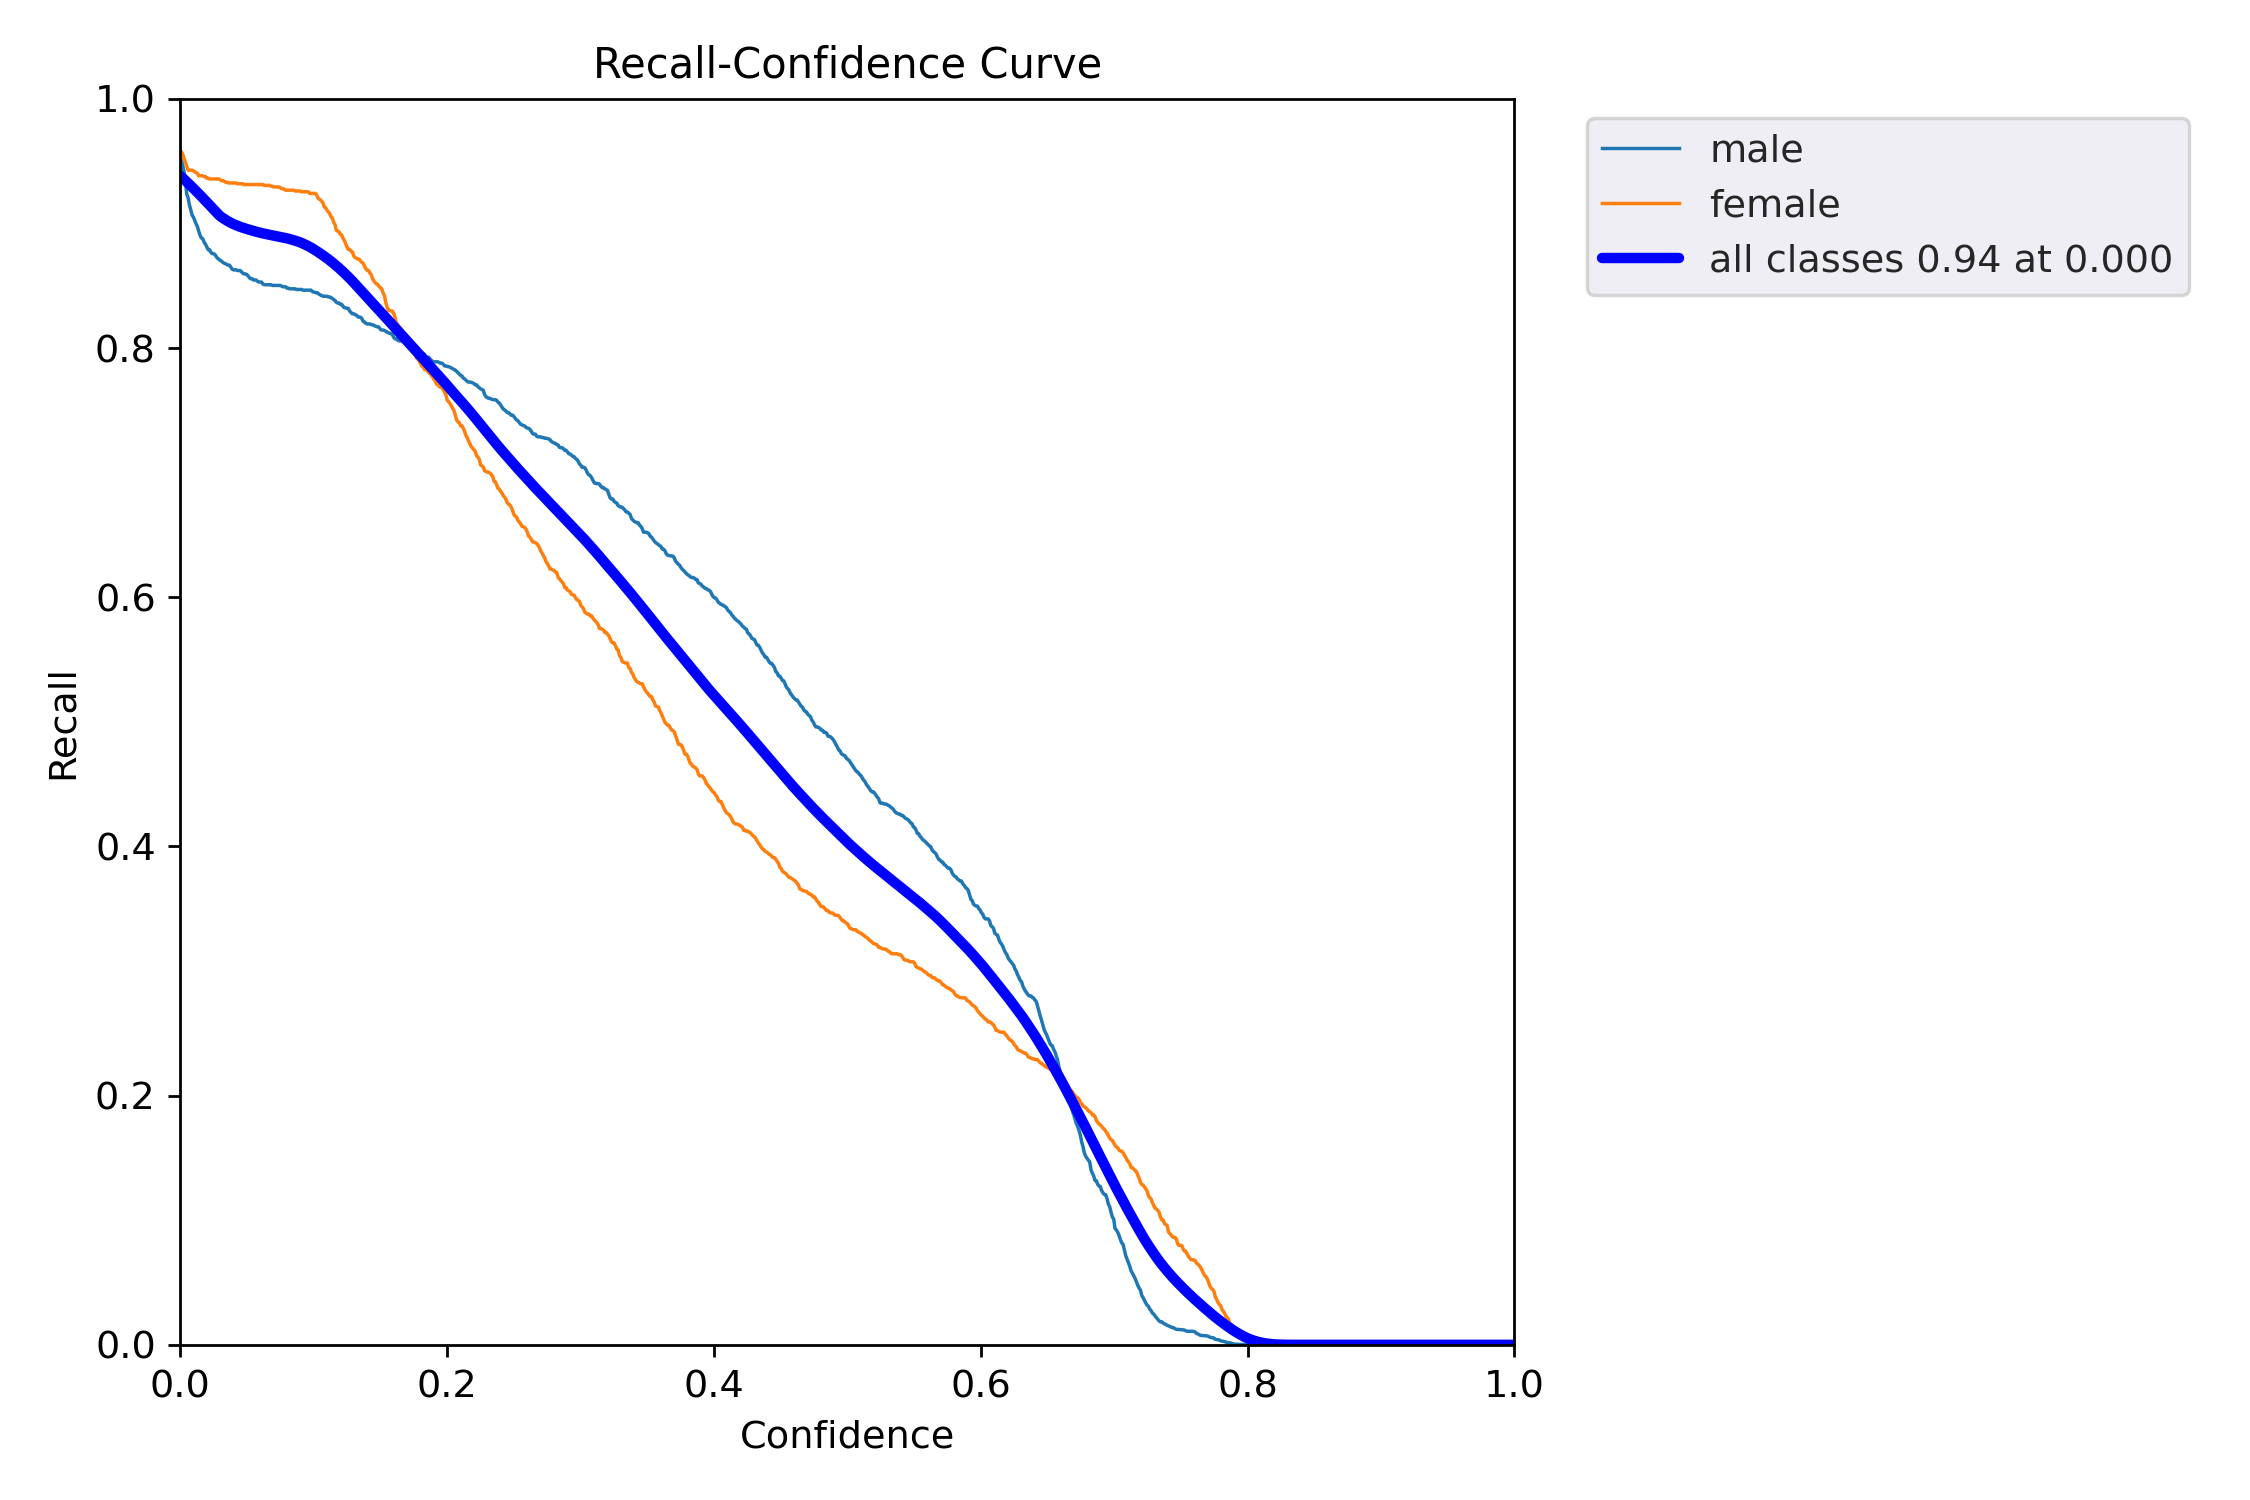 Recall-Confidence Curve
1.0
0.8
0.6
0.4
0.2
0.0
Recall
0.0 0.2 0.4 0.6 0.8 1.0
Confidence
male
female
all classes 0.94 at 0.000